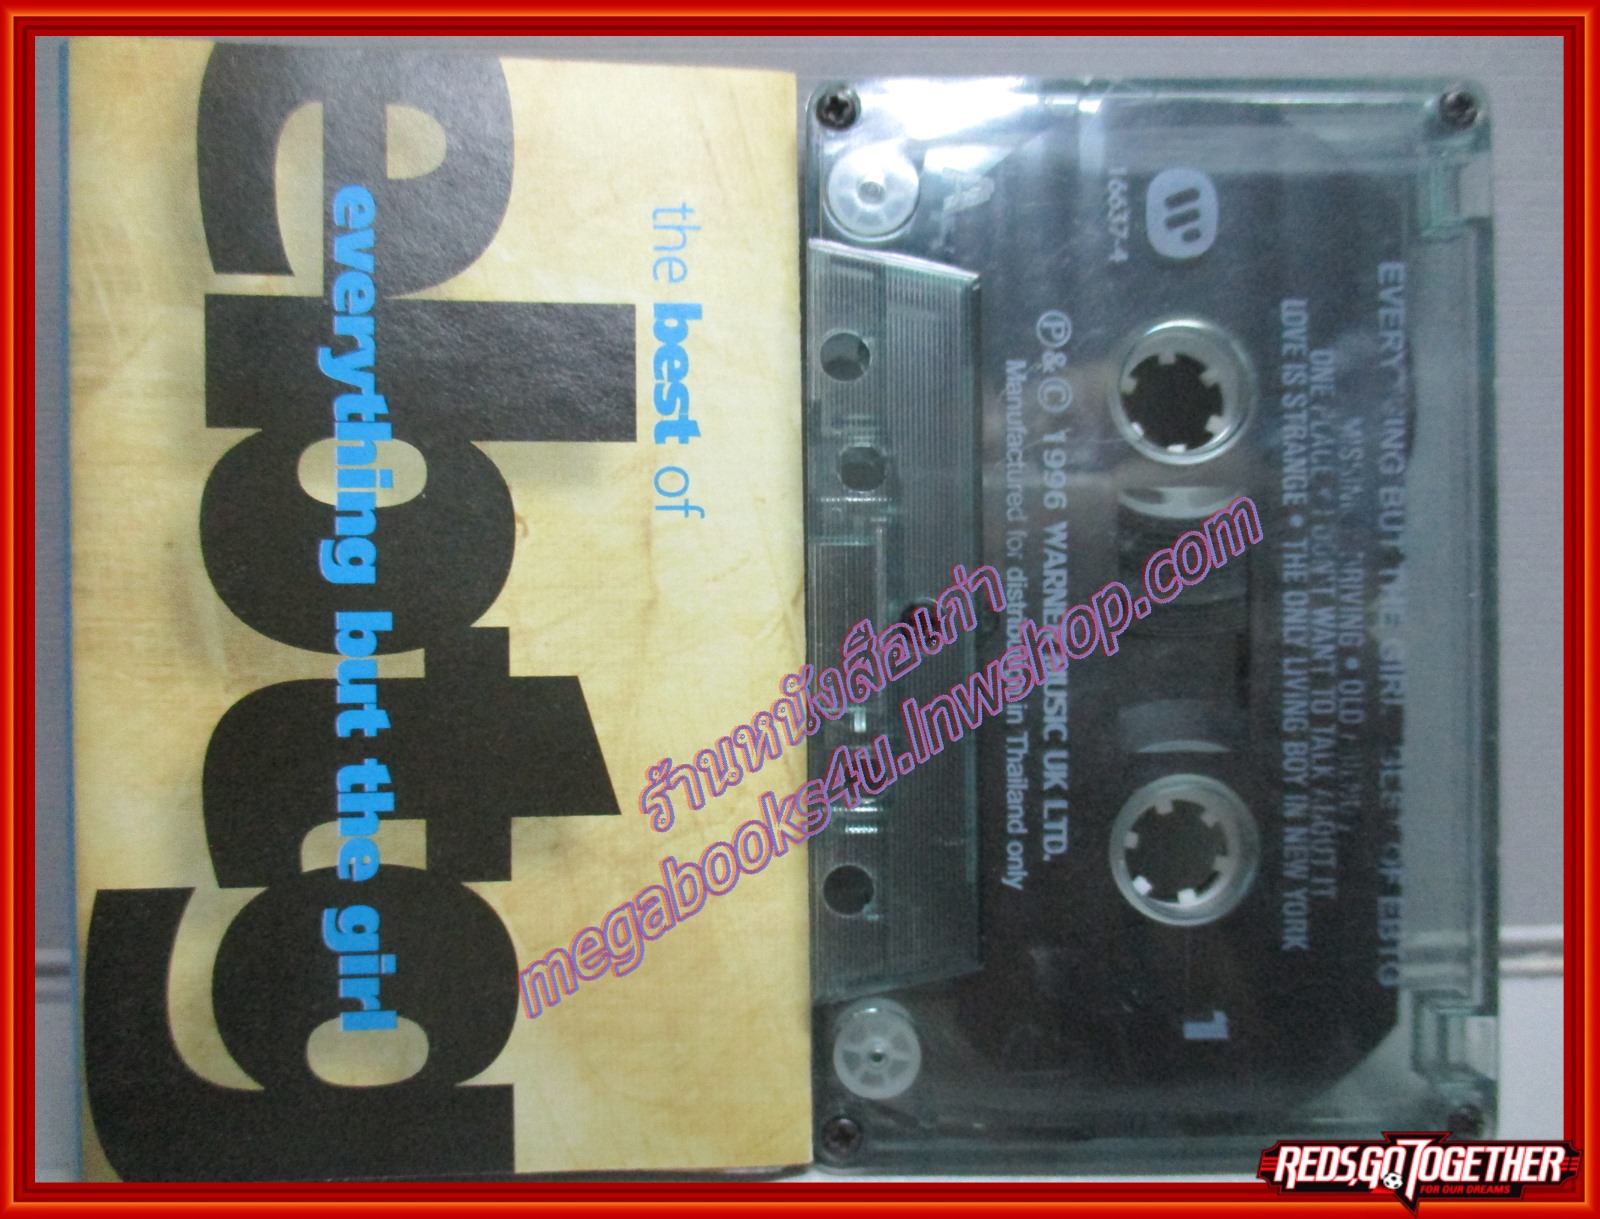 the best of
ebtg
everything but the girl
16637-4
EVERYTHING BUT THE GIRL BEST OF EBTG
MISSING DRIVING • OLD
ONE PLACE • I DON'T WANT TO TALK ABOUT IT
LOVE IS STRANGE • THE ONLY LIVING BOY IN NEW YORK
1
℗ & © 1996 WARNER MUSIC UK LTD.
Manufactured for distribution in Thailand only
ร้านหนังสือเก่า
megabooks4u.lnwshop.com
REDS,GO TOGETHER
FOR OUR DREAMS